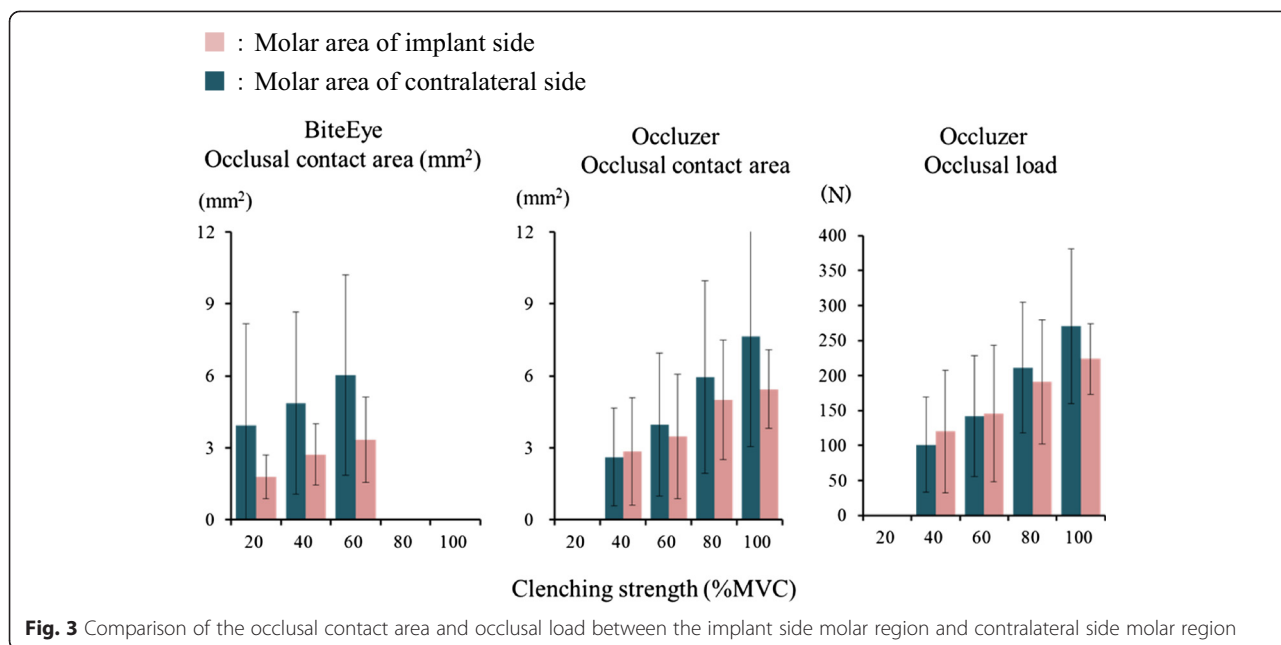 : Molar area of implant side
: Molar area of contralateral side
BiteEye
Occlusal contact area (mm²)
(mm²)
12
9
6
3
0
20 40 60 80 100
Occluzer
Occlusal contact area
(mm²)
12
9
6
3
0
20 40 60 80 100
Occluzer
Occlusal load
(N)
400
350
300
250
200
150
100
50
0
20 40 60 80 100
Clenching strength (%MVC)
Fig. 3 Comparison of the occlusal contact area and occlusal load between the implant side molar region and contralateral side molar region